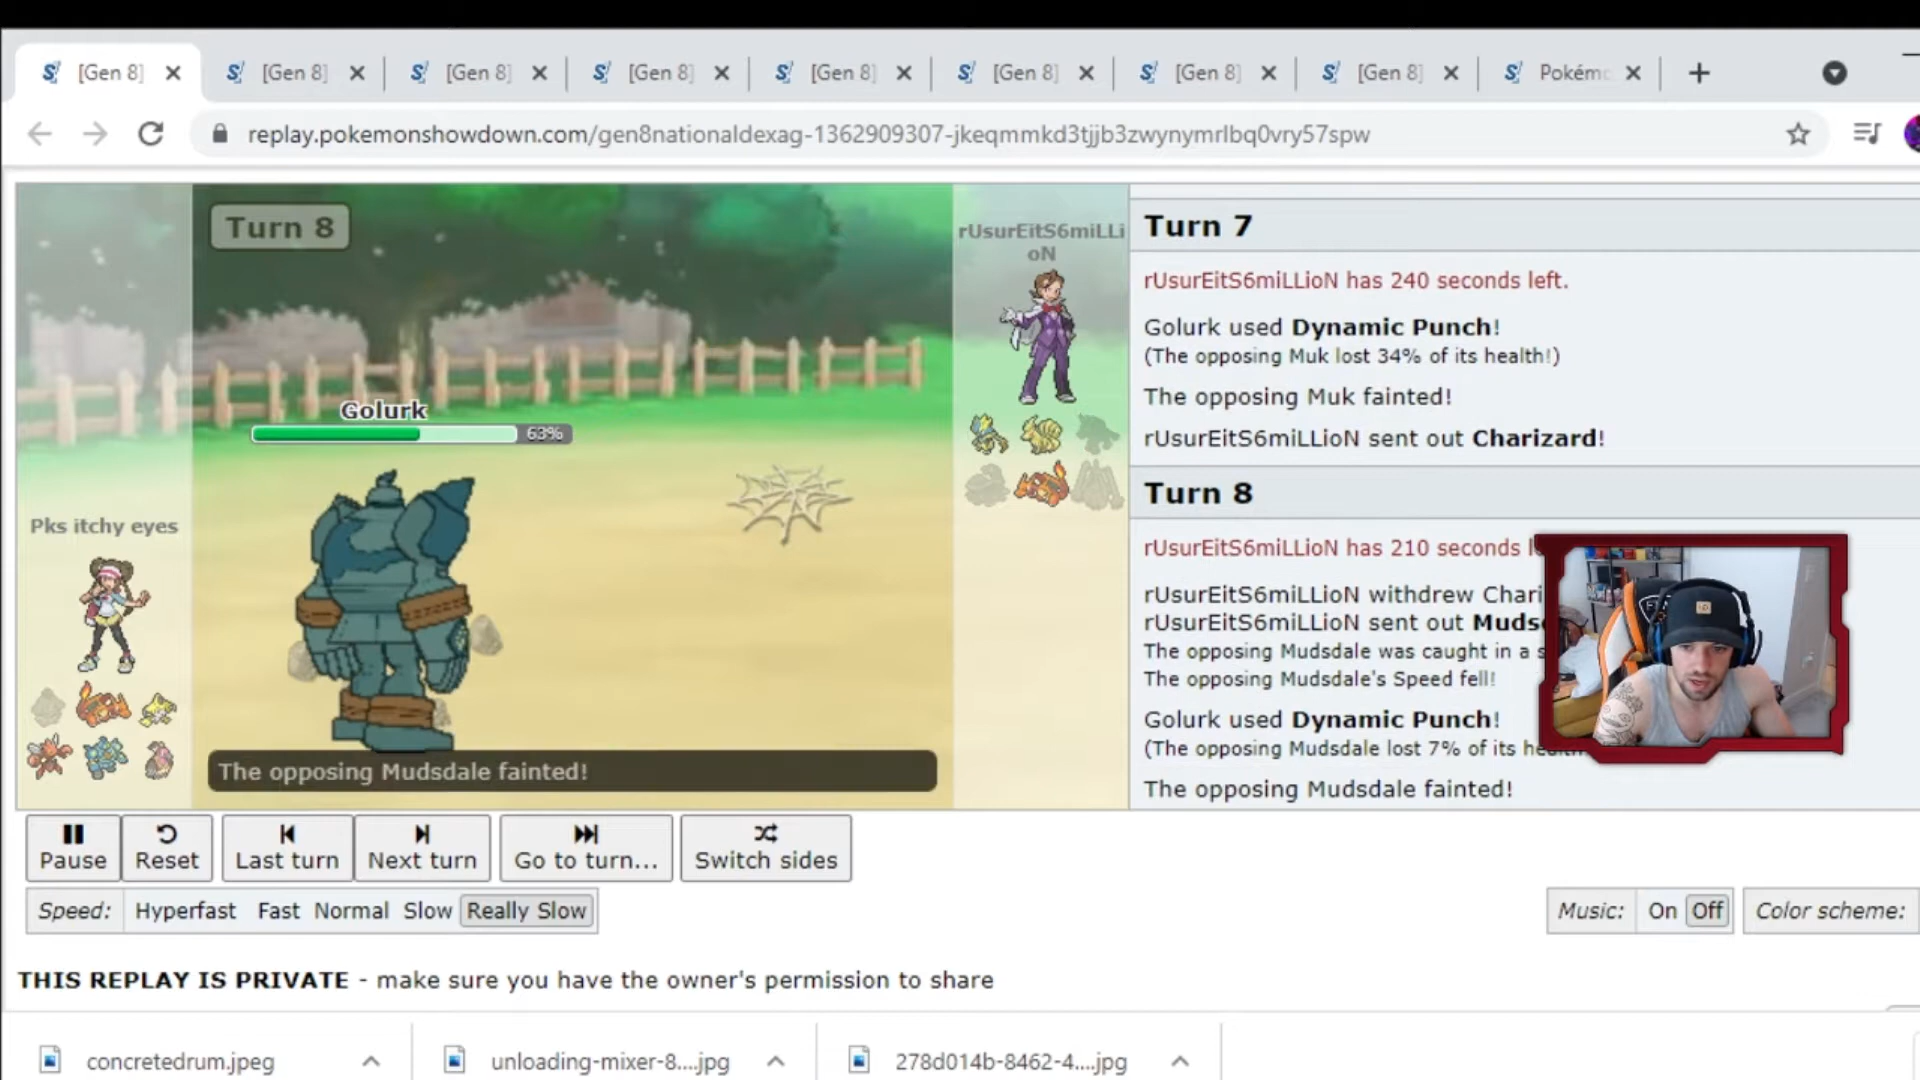 [Gen 8]
[Gen 8]
[Gen 8]
[Gen 8]
[Gen 8]
[Gen 8]
[Gen 8]
[Gen 8]
Pokémo
replay.pokemonshowdown.com/gen8nationaldexag-1362909307-jkeqmmkd3tjjb3zwynymrlbq0vry57spw
Turn 8
rUsurEitS6miLLi
oN
Golurk
63%
Pks itchy eyes
The opposing Mudsdale fainted!
Turn 7
rUsurEitS6miLLioN has 240 seconds left.
Golurk used Dynamic Punch!
(The opposing Muk lost 34% of its health!)
The opposing Muk fainted!
rUsurEitS6miLLioN sent out Charizard!
Turn 8
rUsurEitS6miLLioN has 210 seconds l
rUsurEitS6miLLioN withdrew Chari
rUsurEitS6miLLioN sent out Muds
The opposing Mudsdale was caught in a s
The opposing Mudsdale's Speed fell!
Golurk used Dynamic Punch!
(The opposing Mudsdale lost 7% of its health
The opposing Mudsdale fainted!
Pause
Reset
Last turn
Next turn
Go to turn...
Switch sides
Speed: Hyperfast Fast Normal Slow Really Slow
Music: On Off
Color scheme:
THIS REPLAY IS PRIVATE - make sure you have the owner's permission to share
concretedrum.jpeg
unloading-mixer-8....jpg
278d014b-8462-4....jpg